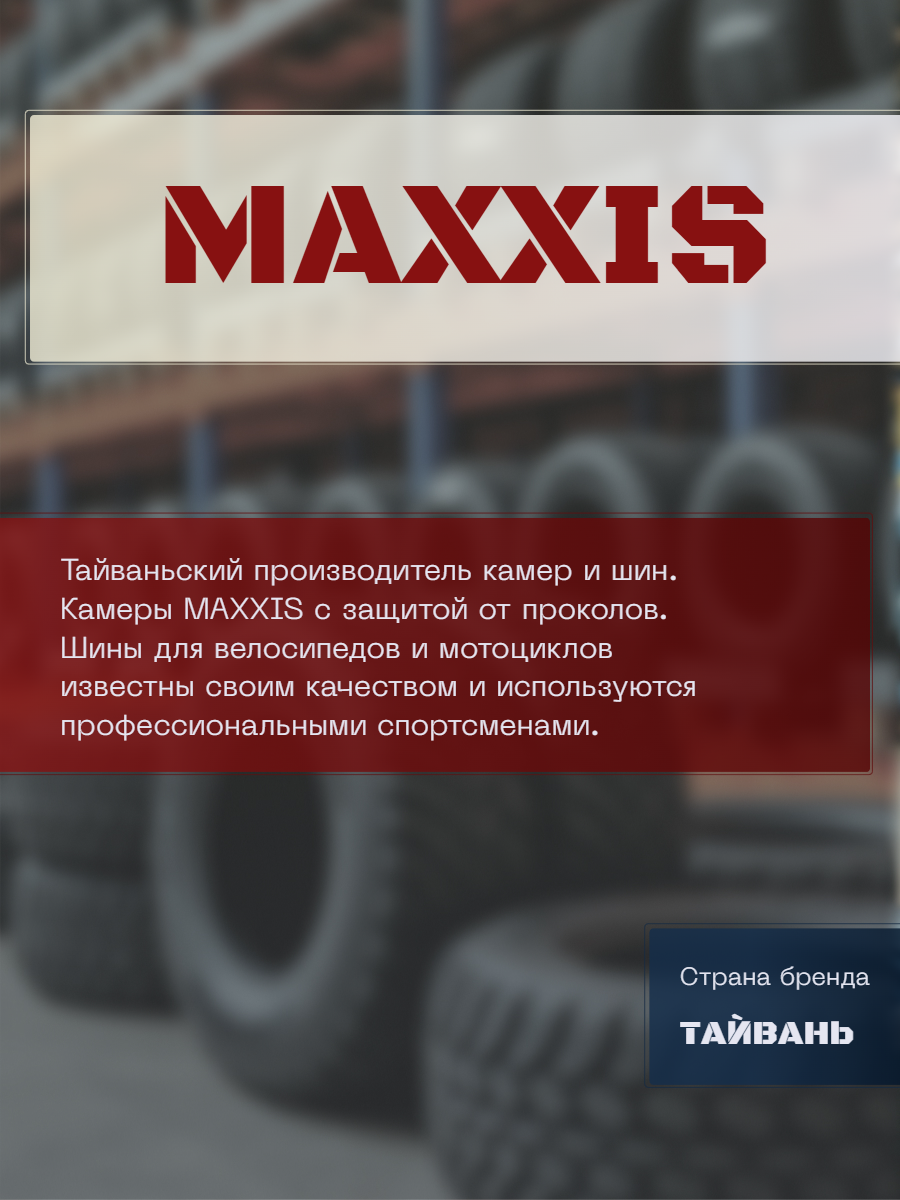 MAXXIS
Тайваньский производитель камер и шин.
Камеры MAXXIS с защитой от проколов.
Шины для велосипедов и мотоциклов
известны своим качеством и используются
профессиональными спортсменами.
Страна бренда
ТАЙВАНЬ